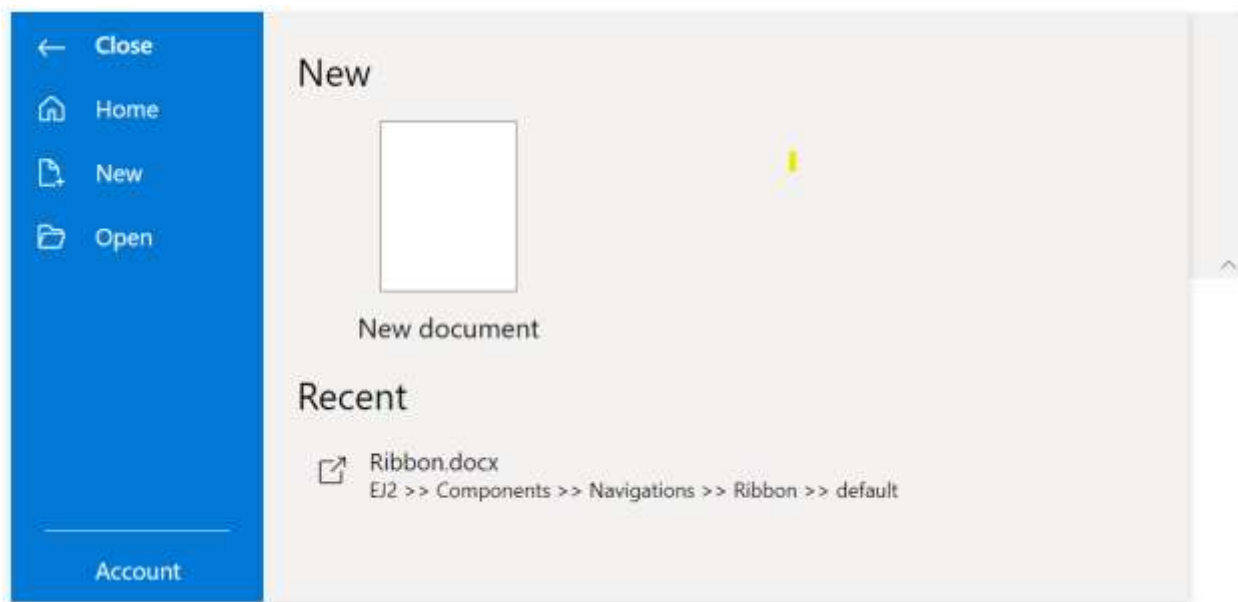 Close
Home
New
Open
Account
New
New document
Recent
Ribbon.docx
EJ2 >> Components >> Navigations >> Ribbon >> default